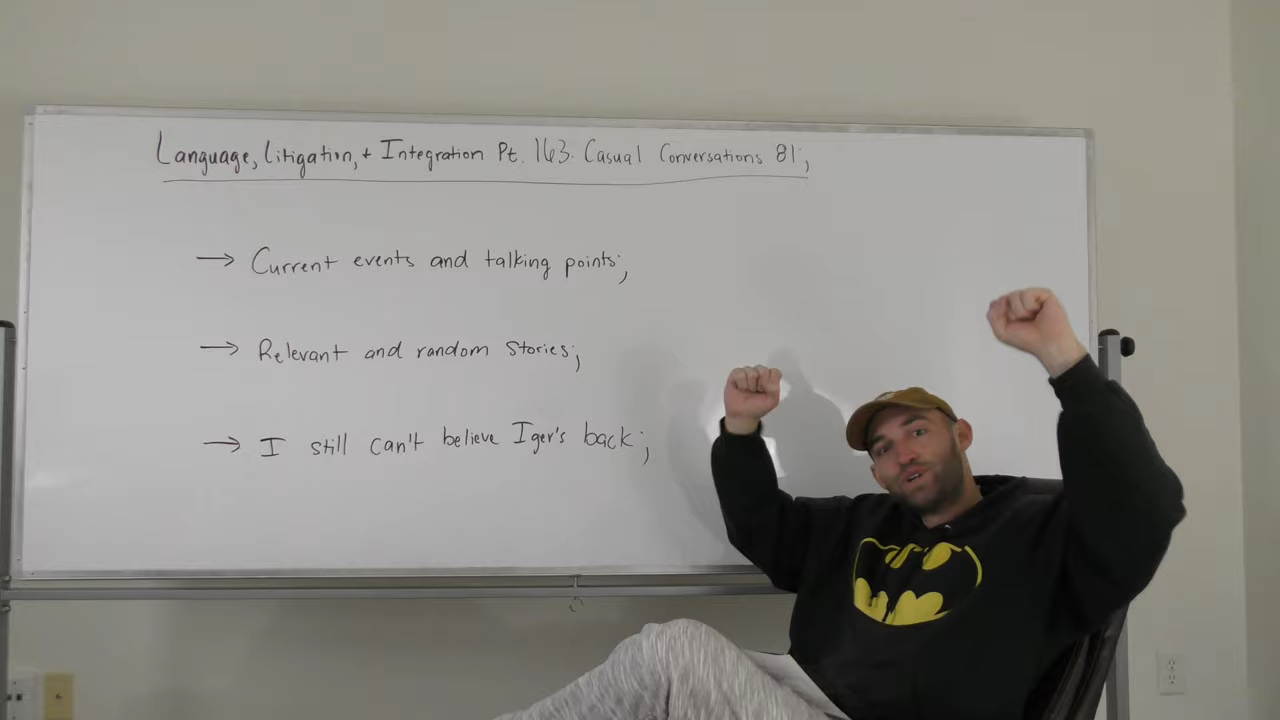 Language, Litigation, + Integration Pt. 163. Casual Conversations 81;
→ Current events and talking points;
→ Relevant and random stories;
→ I still can't believe Iger's back;